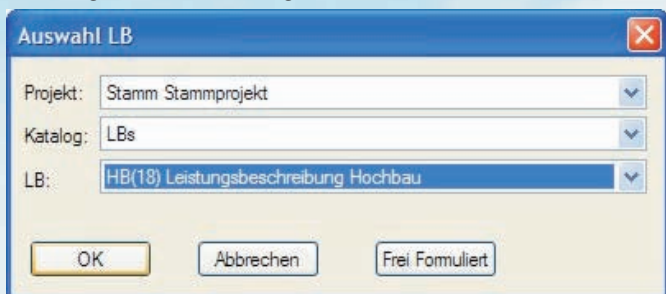 Auswahl LB
Projekt: Stamm Stammprojekt
Katalog: LBs
LB: HB(18) Leistungsbeschreibung Hochbau
OK Abbrechen Frei Formuliert